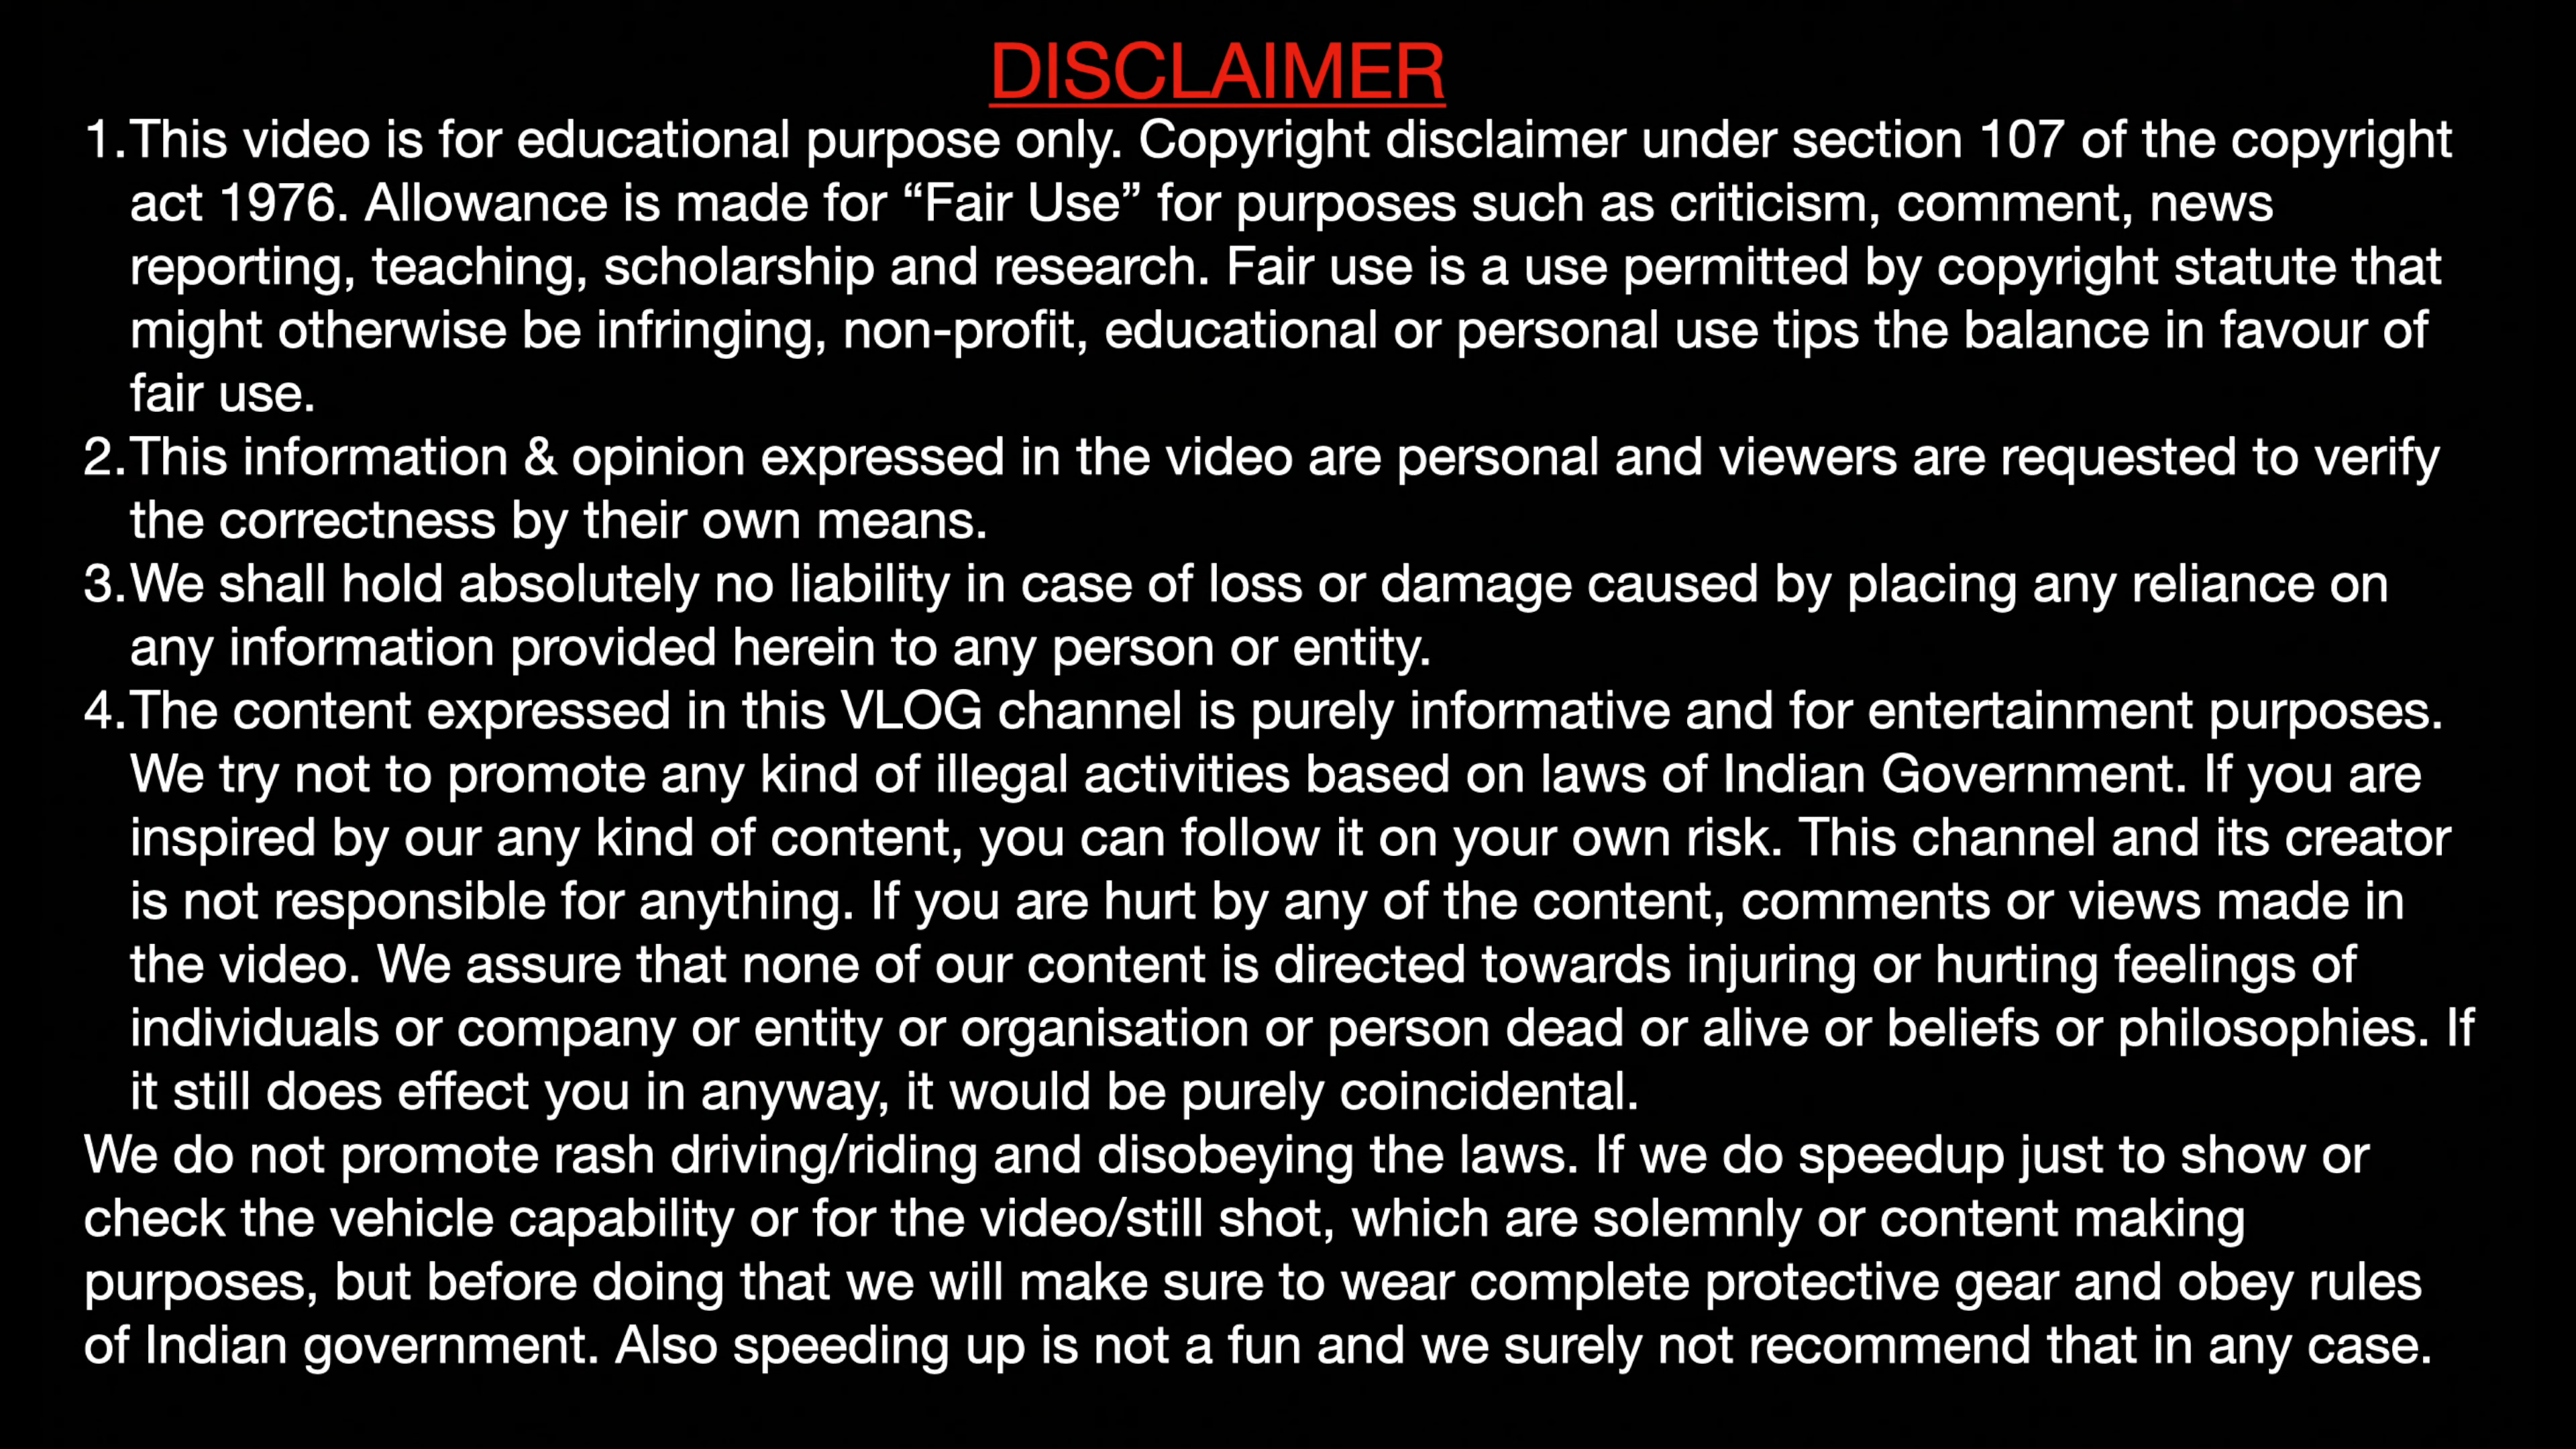 DISCLAIMER
1.This video is for educational purpose only. Copyright disclaimer under section 107 of the copyright
act 1976. Allowance is made for “Fair Use” for purposes such as criticism, comment, news
reporting, teaching, scholarship and research. Fair use is a use permitted by copyright statute that
might otherwise be infringing, non-profit, educational or personal use tips the balance in favour of
fair use.
2.This information & opinion expressed in the video are personal and viewers are requested to verify
the correctness by their own means.
3.We shall hold absolutely no liability in case of loss or damage caused by placing any reliance on
any information provided herein to any person or entity.
4.The content expressed in this VLOG channel is purely informative and for entertainment purposes.
We try not to promote any kind of illegal activities based on laws of Indian Government. If you are
inspired by our any kind of content, you can follow it on your own risk. This channel and its creator
is not responsible for anything. If you are hurt by any of the content, comments or views made in
the video. We assure that none of our content is directed towards injuring or hurting feelings of
individuals or company or entity or organisation or person dead or alive or beliefs or philosophies. If
it still does effect you in anyway, it would be purely coincidental.
We do not promote rash driving/riding and disobeying the laws. If we do speedup just to show or
check the vehicle capability or for the video/still shot, which are solemnly or content making
purposes, but before doing that we will make sure to wear complete protective gear and obey rules
of Indian government. Also speeding up is not a fun and we surely not recommend that in any case.